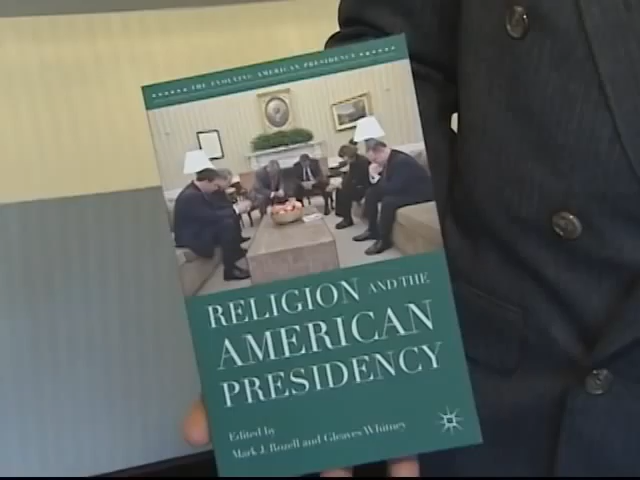 THE EVOLVING AMERICAN PRESIDENCY
RELIGION AND THE
AMERICAN
PRESIDENCY
Edited by
Mark J. Rozell and Gleaves Whitney